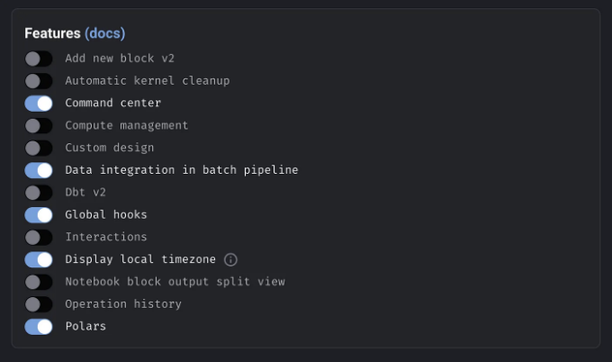 Features (docs)
Add new block v2
Automatic kernel cleanup
Command center
Compute management
Custom design
Data integration in batch pipeline
Dbt v2
Global hooks
Interactions
Display local timezone
Notebook block output split view
Operation history
Polars